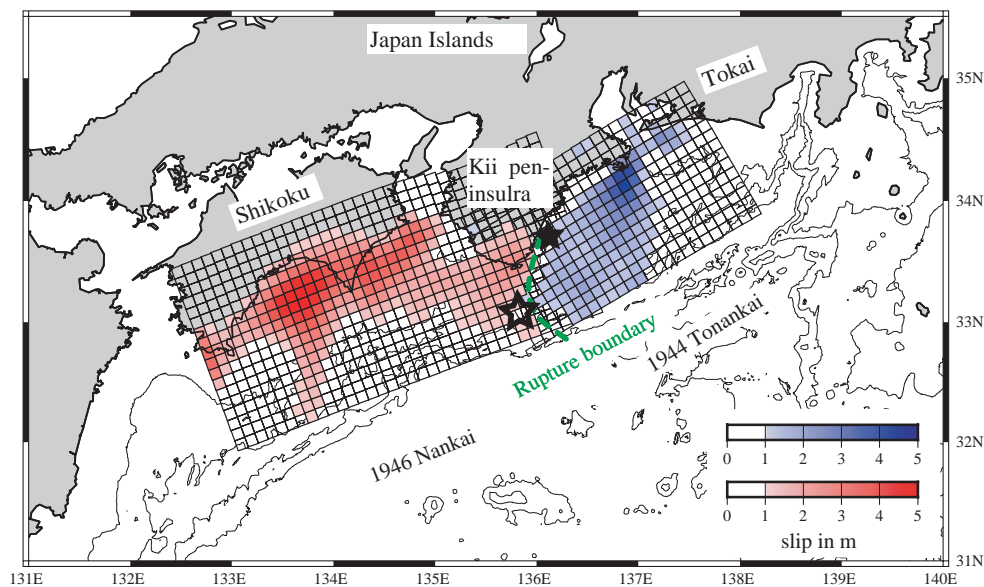 Japan Islands
Tokai
35N
Kii pen-
insulra
Shikoku
34N
33N
Rupture boundary
1944 Tonankai
1946 Nankai
32N
0 1 2 3 4 5
0 1 2 3 4 5
slip in m
31N
131E 132E 133E 134E 135E 136E 137E 138E 139E 140E